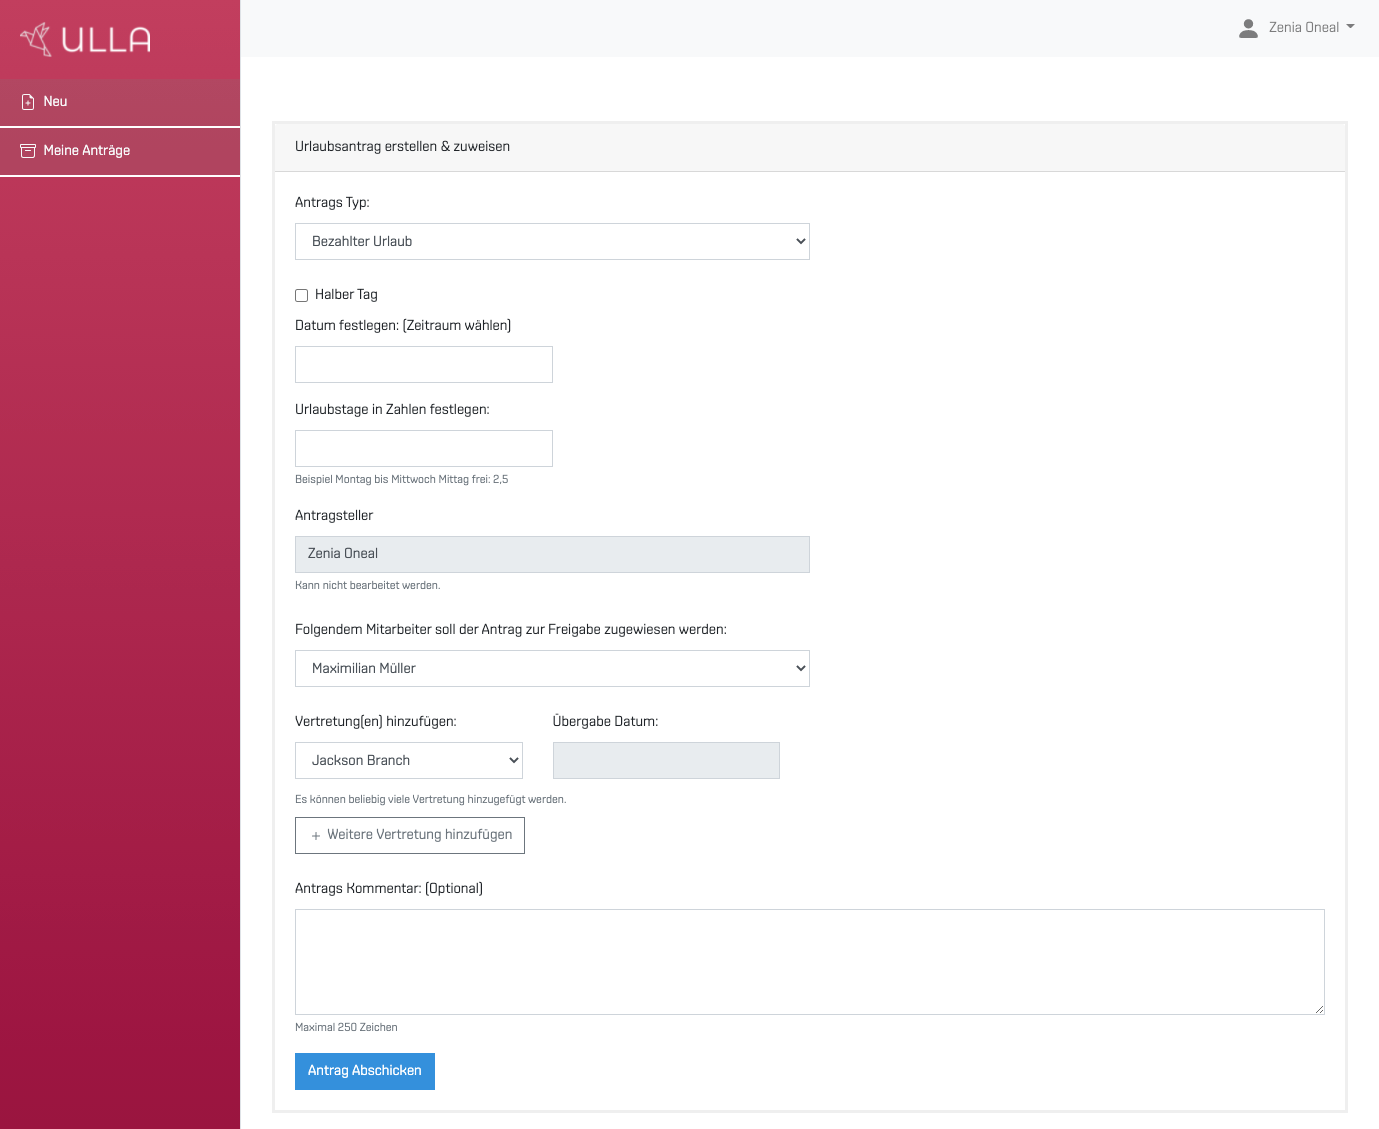 ULLA
Zenia Oneal
Neu
Meine Anträge
Urlaubsantrag erstellen & zuweisen
Antrags Typ:
Bezahlter Urlaub
Halber Tag
Datum festlegen: (Zeitraum wählen)
Urlaubstage in Zahlen festlegen:
Beispiel Montag bis Mittwoch Mittag frei: 2,5
Antragsteller
Zenia Oneal
Kann nicht bearbeitet werden.
Folgendem Mitarbeiter soll der Antrag zur Freigabe zugewiesen werden:
Maximilian Müller
Vertretung(en) hinzufügen:
Übergabe Datum:
Jackson Branch
Es können beliebig viele Vertretung hinzugefügt werden.
+ Weitere Vertretung hinzufügen
Antrags Kommentar: (Optional)
Maximal 250 Zeichen
Antrag Abschicken